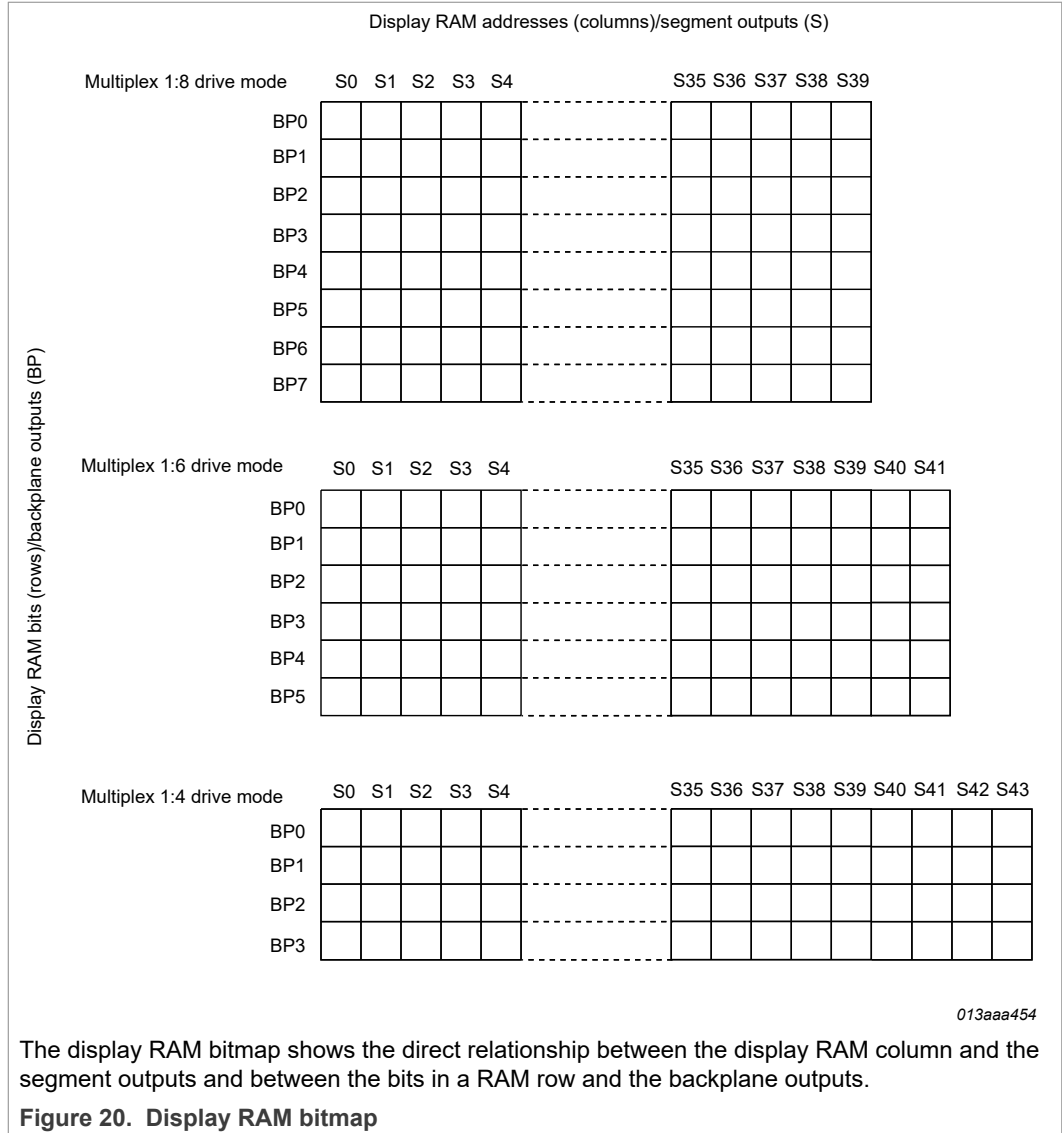 Display RAM addresses (columns)/segment outputs (S)
Multiplex 1:8 drive mode S0 S1 S2 S3 S4 S35 S36 S37 S38 S39
BP0
BP1
BP2
BP3
BP4
BP5
BP6
BP7
Display RAM bits (rows)/backplane outputs (BP)
Multiplex 1:6 drive mode S0 S1 S2 S3 S4 S35 S36 S37 S38 S39 S40 S41
BP0
BP1
BP2
BP3
BP4
BP5
Multiplex 1:4 drive mode S0 S1 S2 S3 S4 S35 S36 S37 S38 S39 S40 S41 S42 S43
BP0
BP1
BP2
BP3
013aaa454
The display RAM bitmap shows the direct relationship between the display RAM column and the
segment outputs and between the bits in a RAM row and the backplane outputs.
Figure 20. Display RAM bitmap